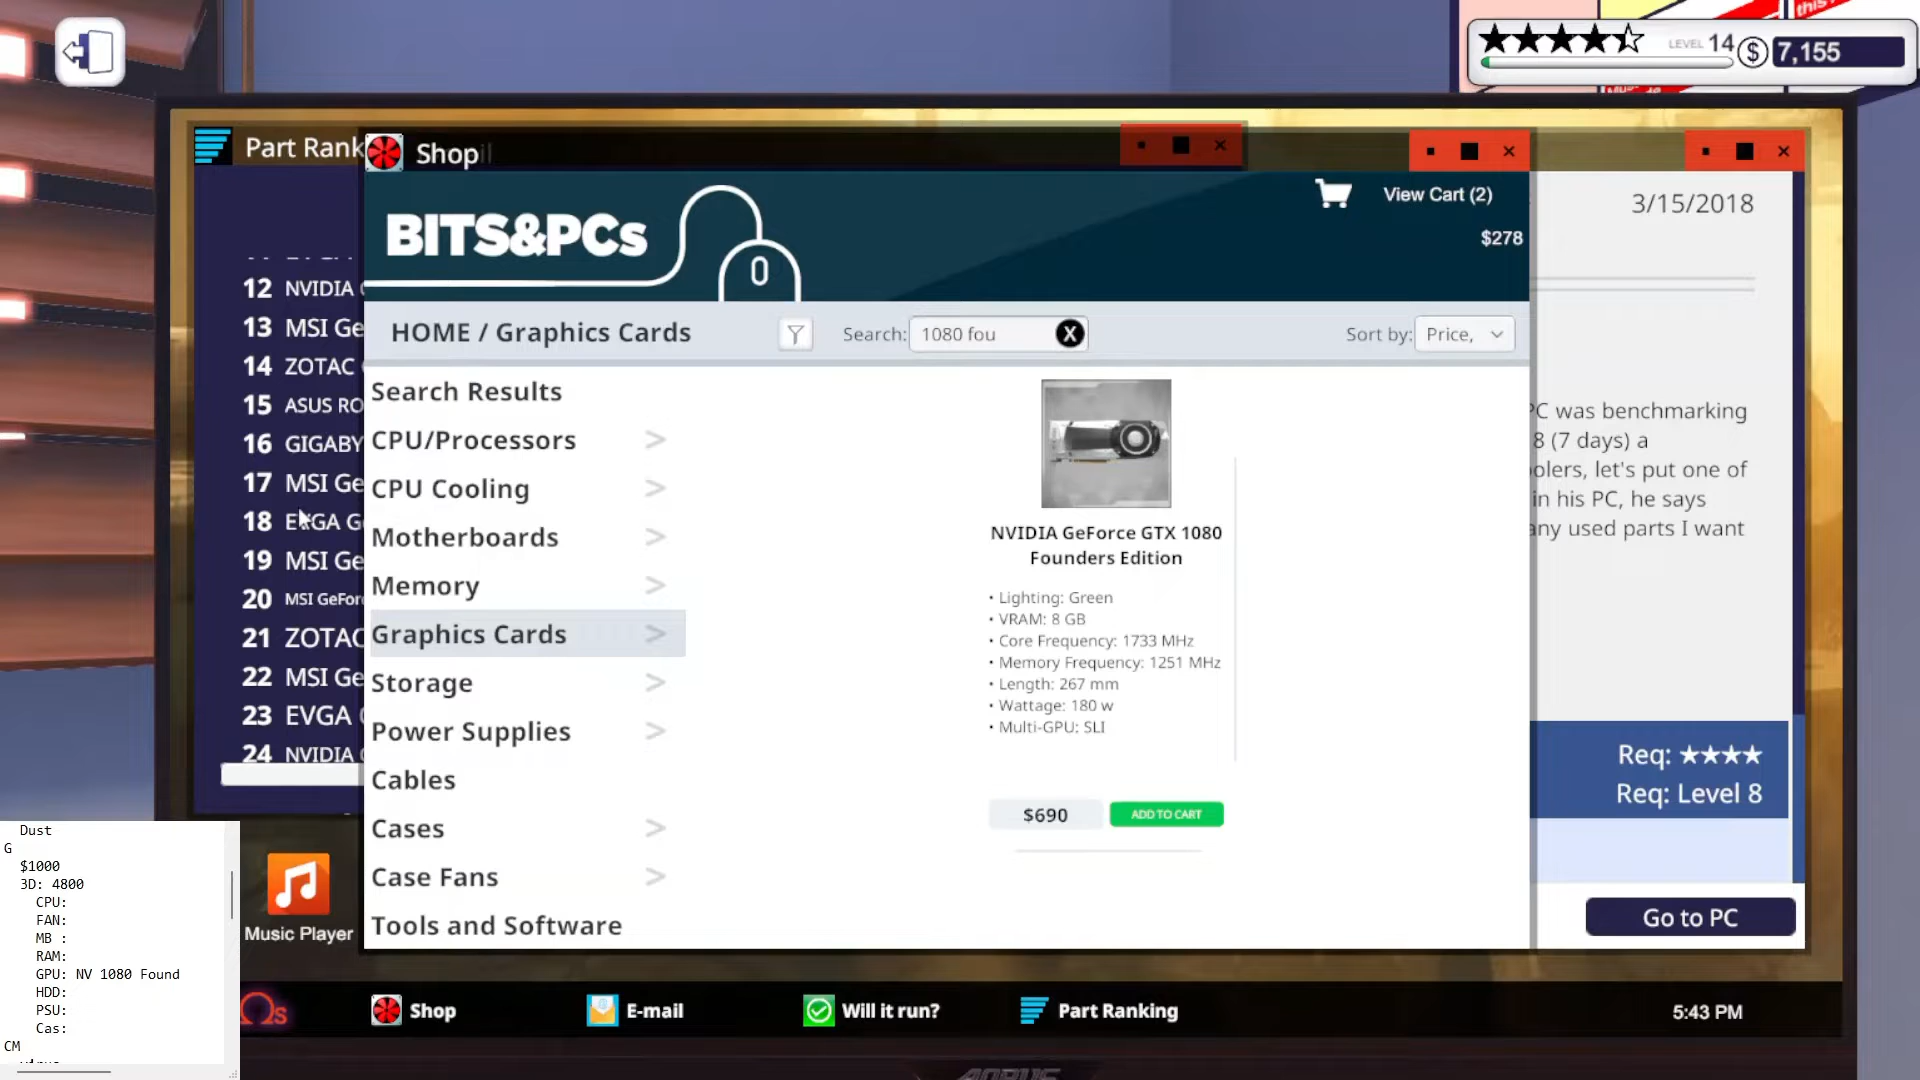 LEVEL 14
$ 7,155
Part Rank
Shop
BITS&PCs
View Cart (2)
$278
3/15/2018
12 NVIDIA
13 MSI Ge
14 ZOTAC
15 ASUS RO
16 GIGABY
17 MSI Ge
18 EVGA G
19 MSI Ge
20 MSI GeFor
21 ZOTAC
22 MSI Ge
23 EVGA
24 NVIDIA
HOME / Graphics Cards
Search: 1080 fou X
Sort by: Price,
Search Results
CPU/Processors >
CPU Cooling >
Motherboards >
Memory >
Graphics Cards >
Storage >
Power Supplies >
Cables
Cases >
Case Fans >
Tools and Software
NVIDIA GeForce GTX 1080
Founders Edition
• Lighting: Green
• VRAM: 8 GB
• Core Frequency: 1733 MHz
• Memory Frequency: 1251 MHz
• Length: 267 mm
• Wattage: 180 w
• Multi-GPU: SLI
$690
ADD TO CART
PC was benchmarking
8 (7 days) a
olers, let's put one of
in his PC, he says
any used parts I want
Req: ★★★★
Req: Level 8
Go to PC
Dust
G
$1000
3D: 4800
CPU:
FAN:
MB :
RAM:
GPU: NV 1080 Found
HDD:
PSU:
Cas:
CM
Music Player
Shop
E-mail
Will it run?
Part Ranking
5:43 PM